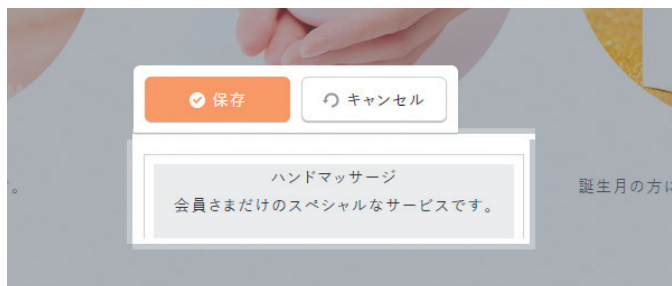 保存
キャンセル
ハンドマッサージ
会員さまだけのスペシャルなサービスです。
。
誕生月の方に